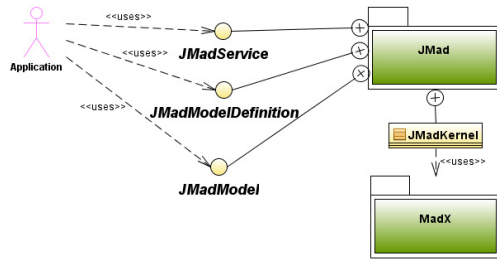 <<uses>>
JMadService
JMad
Application
<<uses>>
JMadModelDefinition
<<uses>>
JMadKernel
<<uses>>
JMadModel
MadX